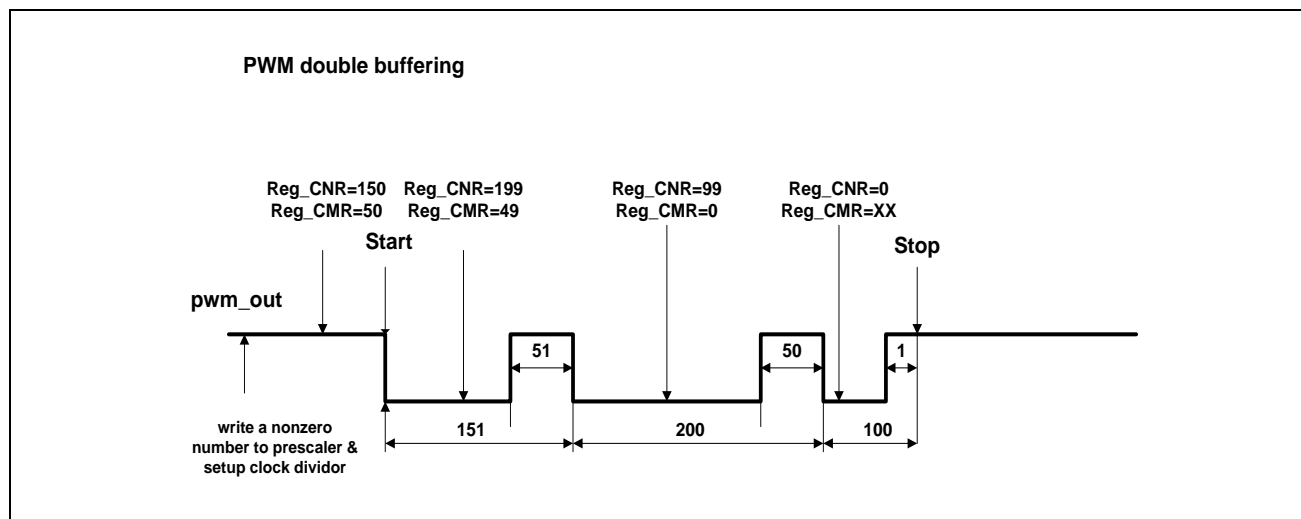 PWM double buffering
Reg_CNR=150
Reg_CMR=50
Reg_CNR=199
Reg_CMR=49
Reg_CNR=99
Reg_CMR=0
Reg_CNR=0
Reg_CMR=XX
Start
Stop
pwm_out
51
50
1
write a nonzero
number to prescaler &
setup clock dividor
151
200
100